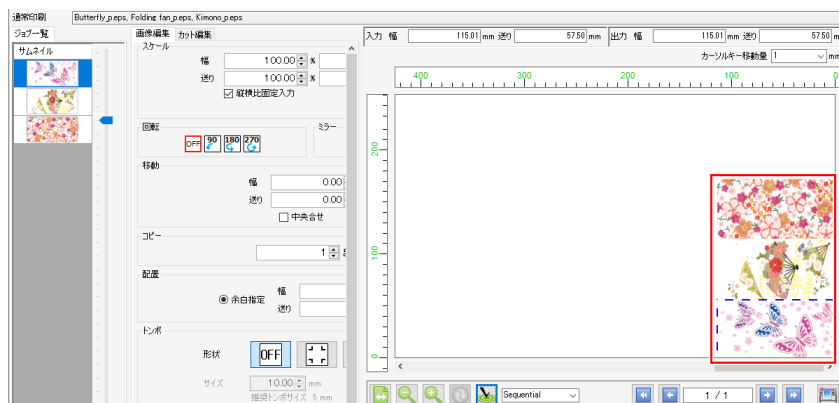 通常印刷 Butterfly_p.eps, Folding fan_p.eps, Kimono_p.eps
ジョブ一覧
サムネイル
画像編集 カット編集
スケール
幅 100.00 %
送り 100.00 %
縦横比固定入力
回転 ミラー
OFF 90 180 270
移動
幅 0.00
送り 0.00
中央合せ
コピー
1
配置
余白指定 幅
送り
トンボ
形状 OFF
サイズ 10.00 mm
推奨トンボサイズ 5 mm
入力 幅 115.01 mm 送り 57.50 mm 出力 幅 115.01 mm 送り 57.50 m
カーソルキー移動量 1 mm
400 300 200 100 0
200
100
0
Sequential 1 / 1